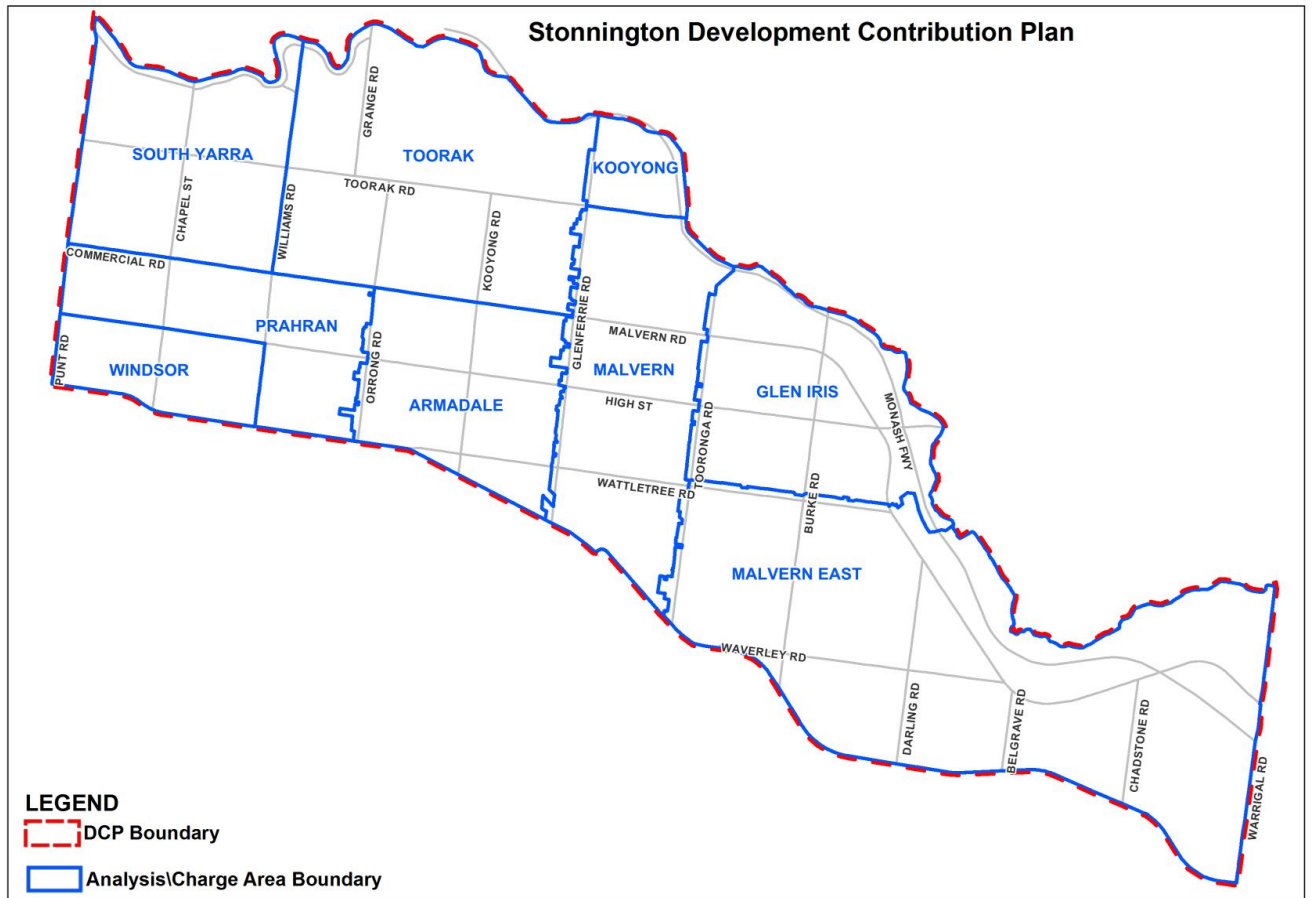 Stonnington Development Contribution Plan
GRANGE RD
SOUTH YARRA
TOORAK
KOOYONG
TOORAK RD
CHAPEL ST
WILLIAMS RD
KOOYONG RD
COMMERCIAL RD
GLENFERRIE RD
PRAHRAN
ORRONG RD
MALVERN RD
PUNT RD
WINDSOR
MALVERN
ARMADALE
HIGH ST
GLEN IRIS
MONASH FWY
TOORONGA RD
WATTLETREE RD
BURKE RD
MALVERN EAST
WAVERLEY RD
DARLING RD
BELGRAVE RD
CHADSTONE RD
WARRIGAL RD
LEGEND
DCP Boundary
Analysis\Charge Area Boundary